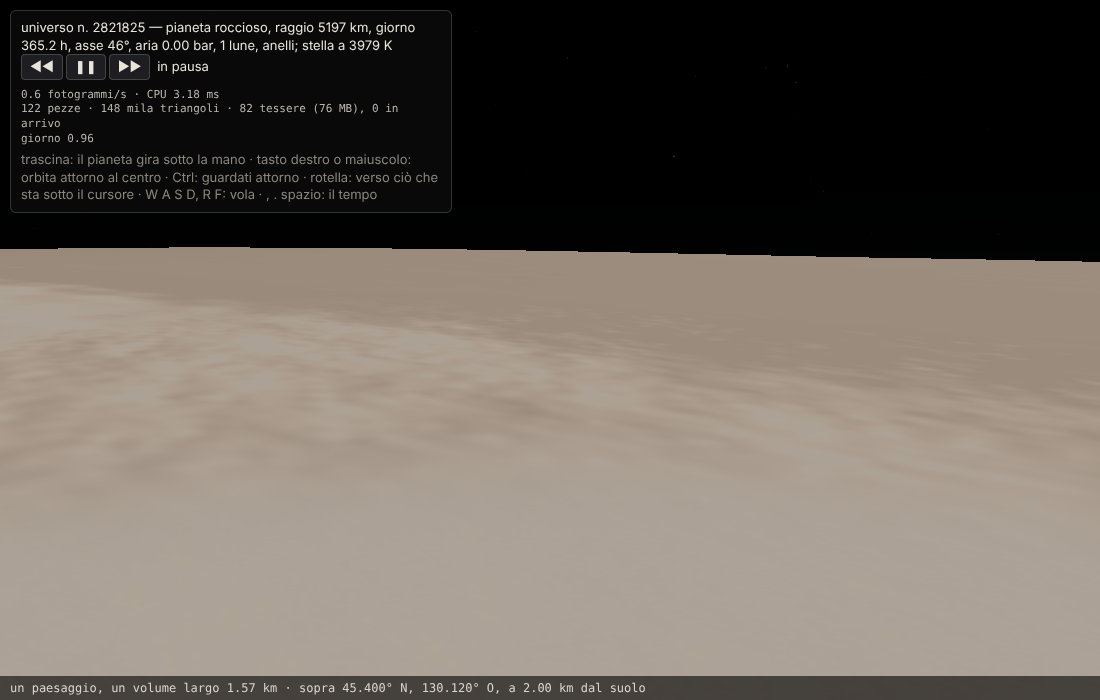 universo n. 2821825 — pianeta roccioso, raggio 5197 km, giorno
365.2 h, asse 46°, aria 0.00 bar, 1 lune, anelli; stella a 3979 K
in pausa
0.6 fotogrammi/s · CPU 3.18 ms
122 pezze · 148 mila triangoli · 82 tessere (76 MB), 0 in
arrivo
giorno 0.96
trascina: il pianeta gira sotto la mano · tasto destro o maiuscolo:
orbita attorno al centro · Ctrl: guardati attorno · rotella: verso ciò che
sta sotto il cursore · W A S D, R F: vola · , . spazio: il tempo
un paesaggio, un volume largo 1.57 km · sopra 45.400° N, 130.120° O, a 2.00 km dal suolo